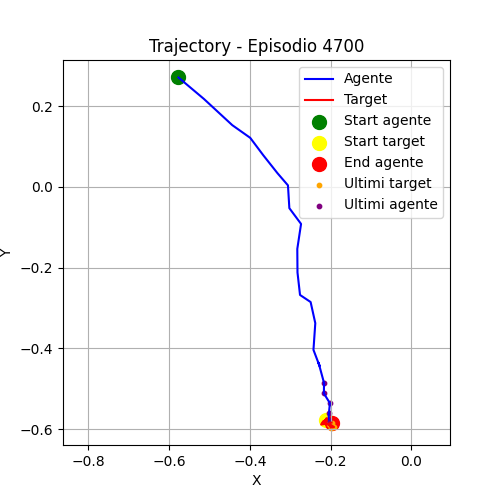 Trajectory - Episodio 4700
Agente
Target
Start agente
Start target
End agente
Ultimi target
Ultimi agente
0.2
0.0
−0.2
−0.4
−0.6
Y
−0.8
−0.6
−0.4
−0.2
0.0
X